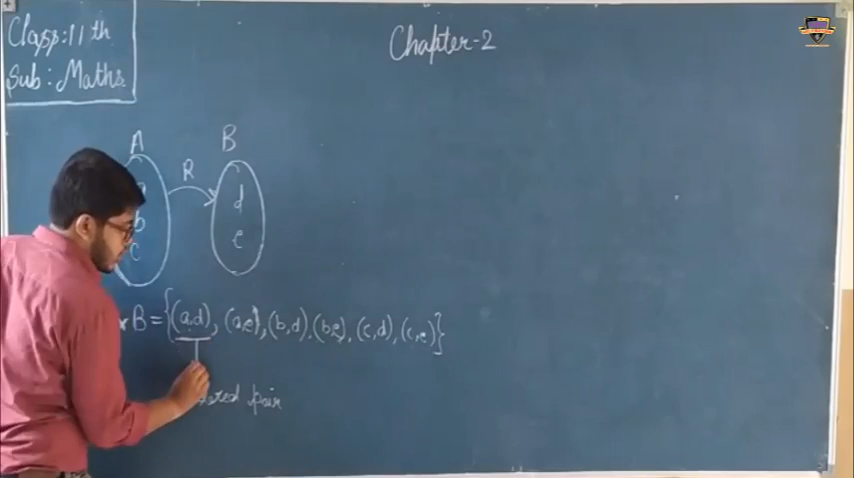 Class: 11 th
Sub: Maths.
Chapter-2
A
B
R
b
d
c
e
B = {(a,d), (a,e), (b,d), (b,e), (c,d), (c,e)}
pair